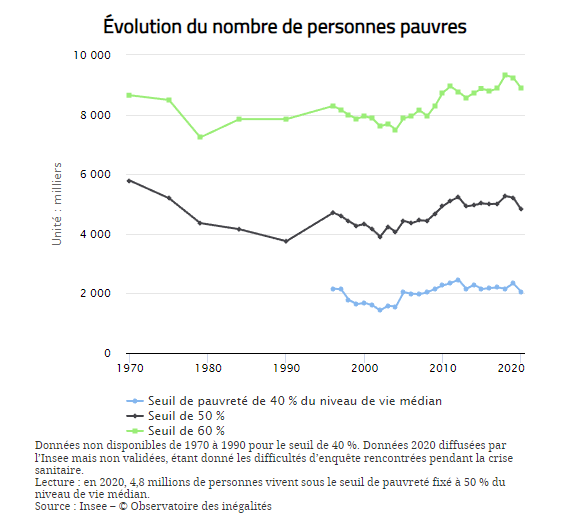 Évolution du nombre de personnes pauvres
10 000
8 000
6 000
4 000
2 000
0
Unité : milliers
1970 1980 1990 2000 2010 2020
Seuil de pauvreté de 40 % du niveau de vie médian
Seuil de 50 %
Seuil de 60 %
Données non disponibles de 1970 à 1990 pour le seuil de 40 %. Données 2020 diffusées par
l'Insee mais non validées, étant donné les difficultés d'enquête rencontrées pendant la crise
sanitaire.
Lecture : en 2020, 4,8 millions de personnes vivent sous le seuil de pauvreté fixé à 50 % du
niveau de vie médian.
Source : Insee – © Observatoire des inégalités